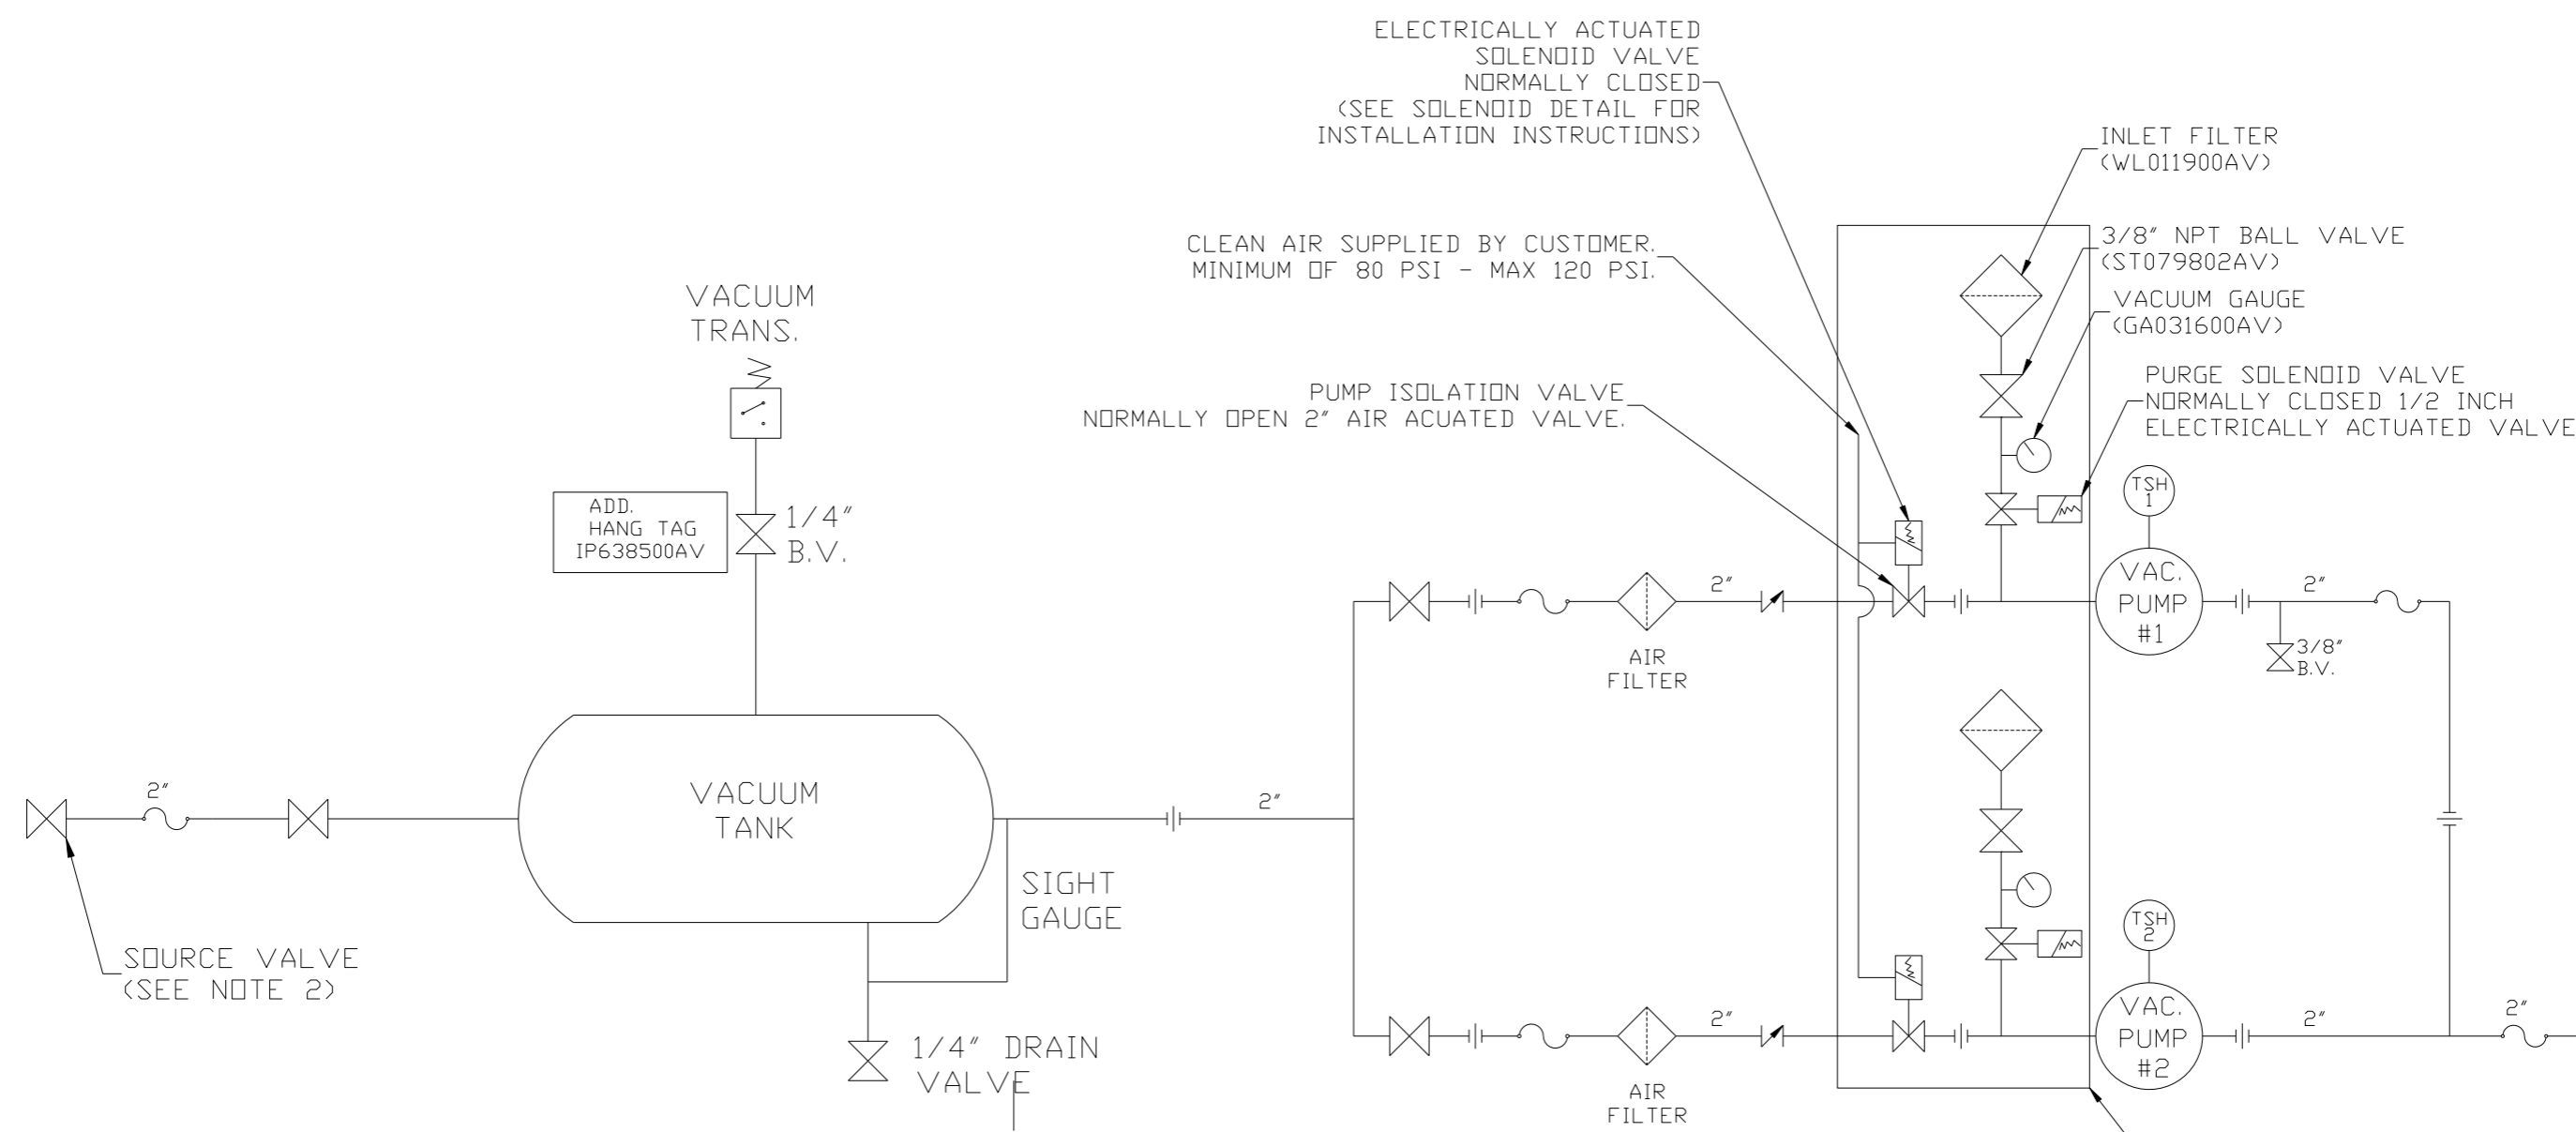 ELECTRICALLY ACTUATED
SOLENOID VALVE
NORMALLY CLOSED
(SEE SOLENOID DETAIL FOR
INSTALLATION INSTRUCTIONS)
INLET FILTER
(WL011900AV)
CLEAN AIR SUPPLIED BY CUSTOMER.
MINIMUM OF 80 PSI - MAX 120 PSI.
3/8" NPT BALL VALVE
(ST079802AV)
VACUUM GAUGE
(GA031600AV)
VACUUM
TRANS.
PUMP ISOLATION VALVE
NORMALLY OPEN 2" AIR ACUATED VALVE.
PURGE SOLENOID VALVE
NORMALLY CLOSED 1/2 INCH
ELECTRICALLY ACTUATED VALVE
ADD.
HANG TAG
IP638500AV
1/4"
B.V.
TSH
1
2"
VAC.
PUMP
#1
2"
3/8"
B.V.
AIR
FILTER
2"
VACUUM
TANK
2"
SIGHT
GAUGE
SOURCE VALVE
(SEE NOTE 2)
TSH
2
1/4" DRAIN
VALVE
2"
VAC.
PUMP
#2
2"
2"
AIR
FILTER